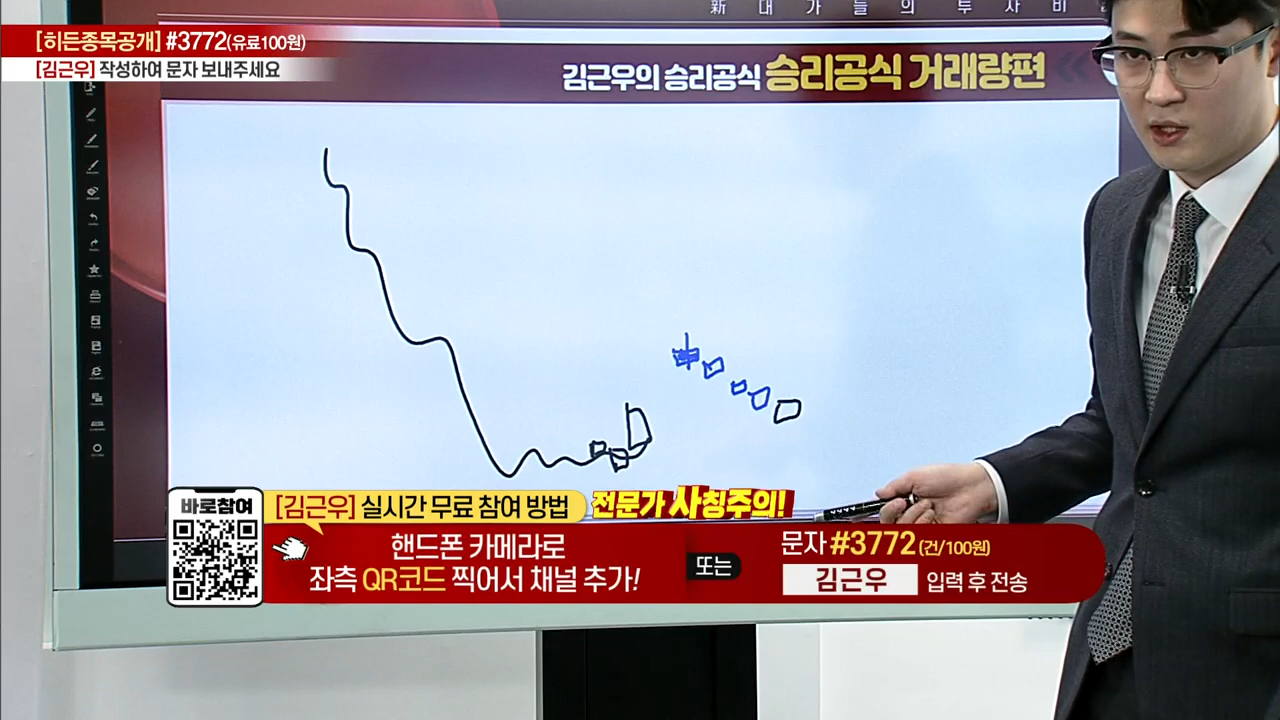 新 대 가 들 의 투 자 비
[히든종목공개] #3772(유료100원)
[김근우] 작성하여 문자 보내주세요
김근우의 승리공식 승리공식 거래량편
바로참여
[김근우] 실시간 무료 참여 방법
전문가 사칭주의!
핸드폰 카메라로
좌측 QR코드 찍어서 채널 추가!
또는
문자 #3772 (건/100원)
김근우 입력 후 전송